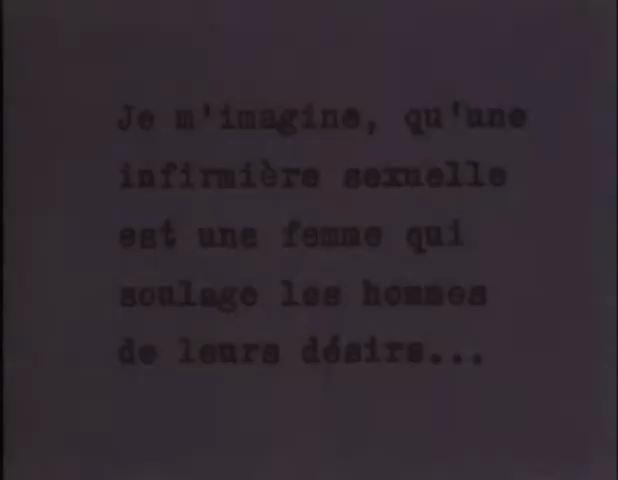 Je m'imagine, qu'une
infirmière sexuelle
est une femme qui
soulage les hommes
de leurs désirs...